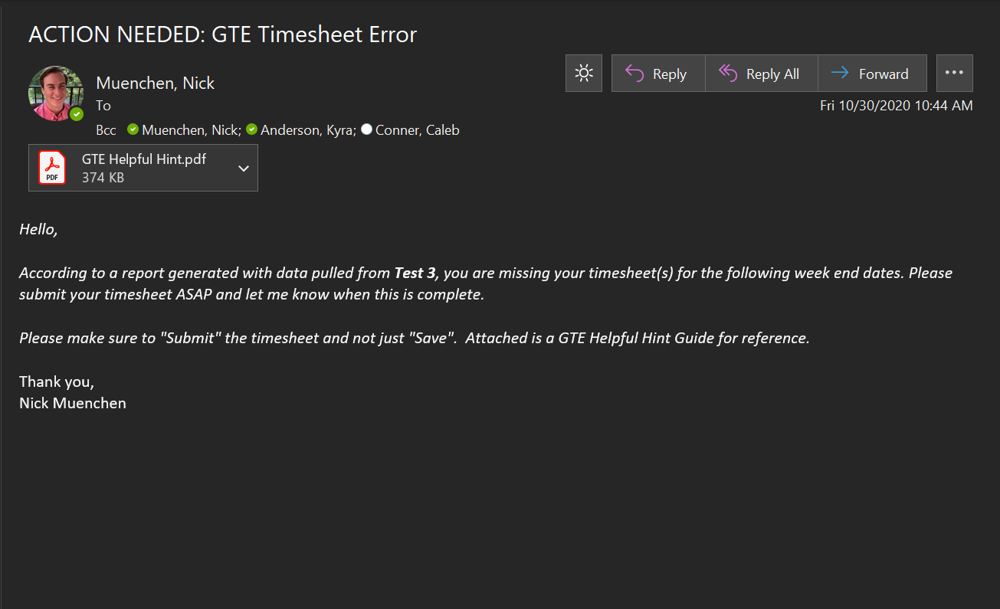 ACTION NEEDED: GTE Timesheet Error
Muenchen, Nick
To
Bcc Muenchen, Nick; Anderson, Kyra; Conner, Caleb
Reply
Reply All
Forward
Fri 10/30/2020 10:44 AM
GTE Helpful Hint.pdf
374 KB
PDF
Hello,
According to a report generated with data pulled from Test 3, you are missing your timesheet(s) for the following week end dates. Please
submit your timesheet ASAP and let me know when this is complete.
Please make sure to "Submit" the timesheet and not just "Save".  Attached is a GTE Helpful Hint Guide for reference.
Thank you,
Nick Muenchen